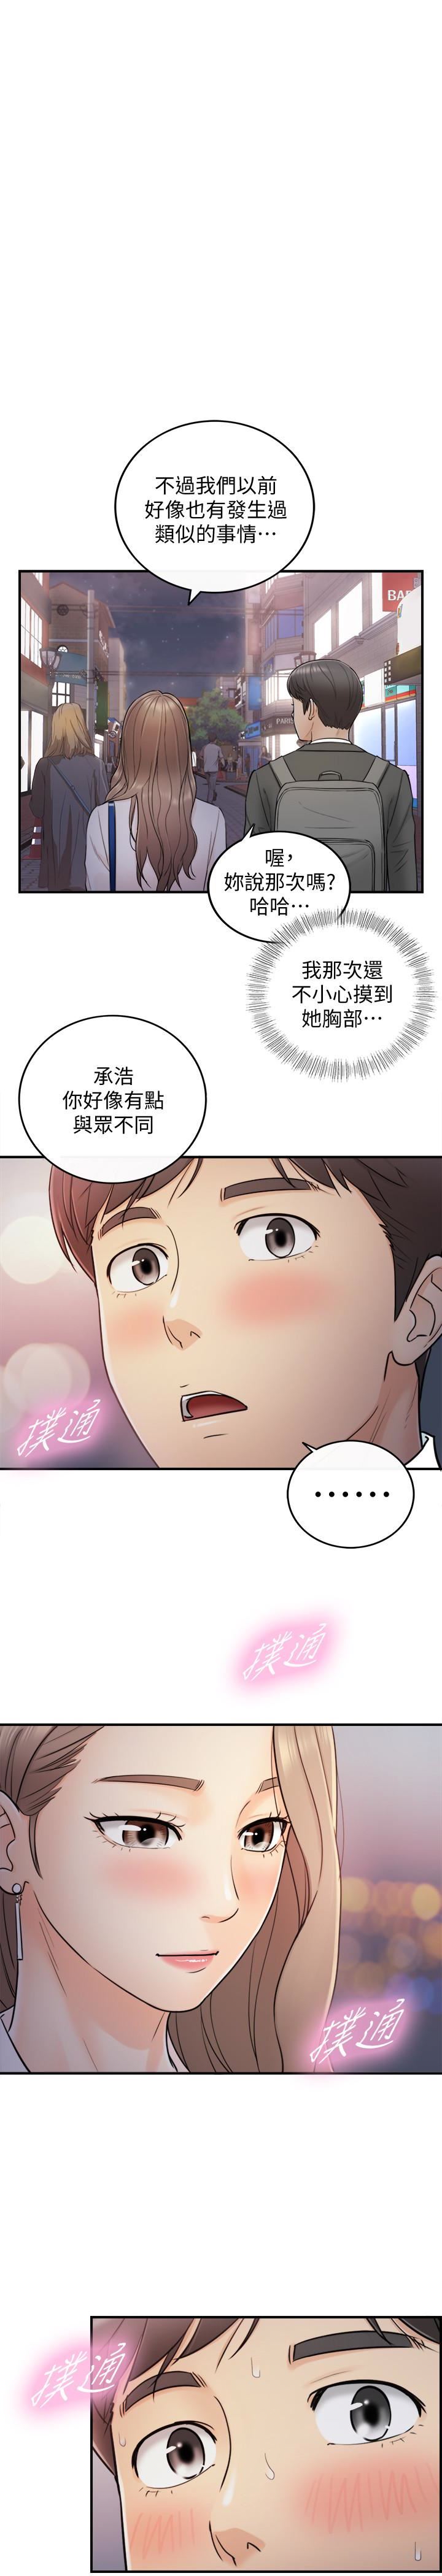 不過我們以前
好像也有發生過
類似的事情…
BAR
PARIS
喔，
妳說那次嗎?
哈哈…
我那次還
不小心摸到
她胸部…
承浩
你好像有點
與眾不同
撲通
……
撲通
撲通
撲通